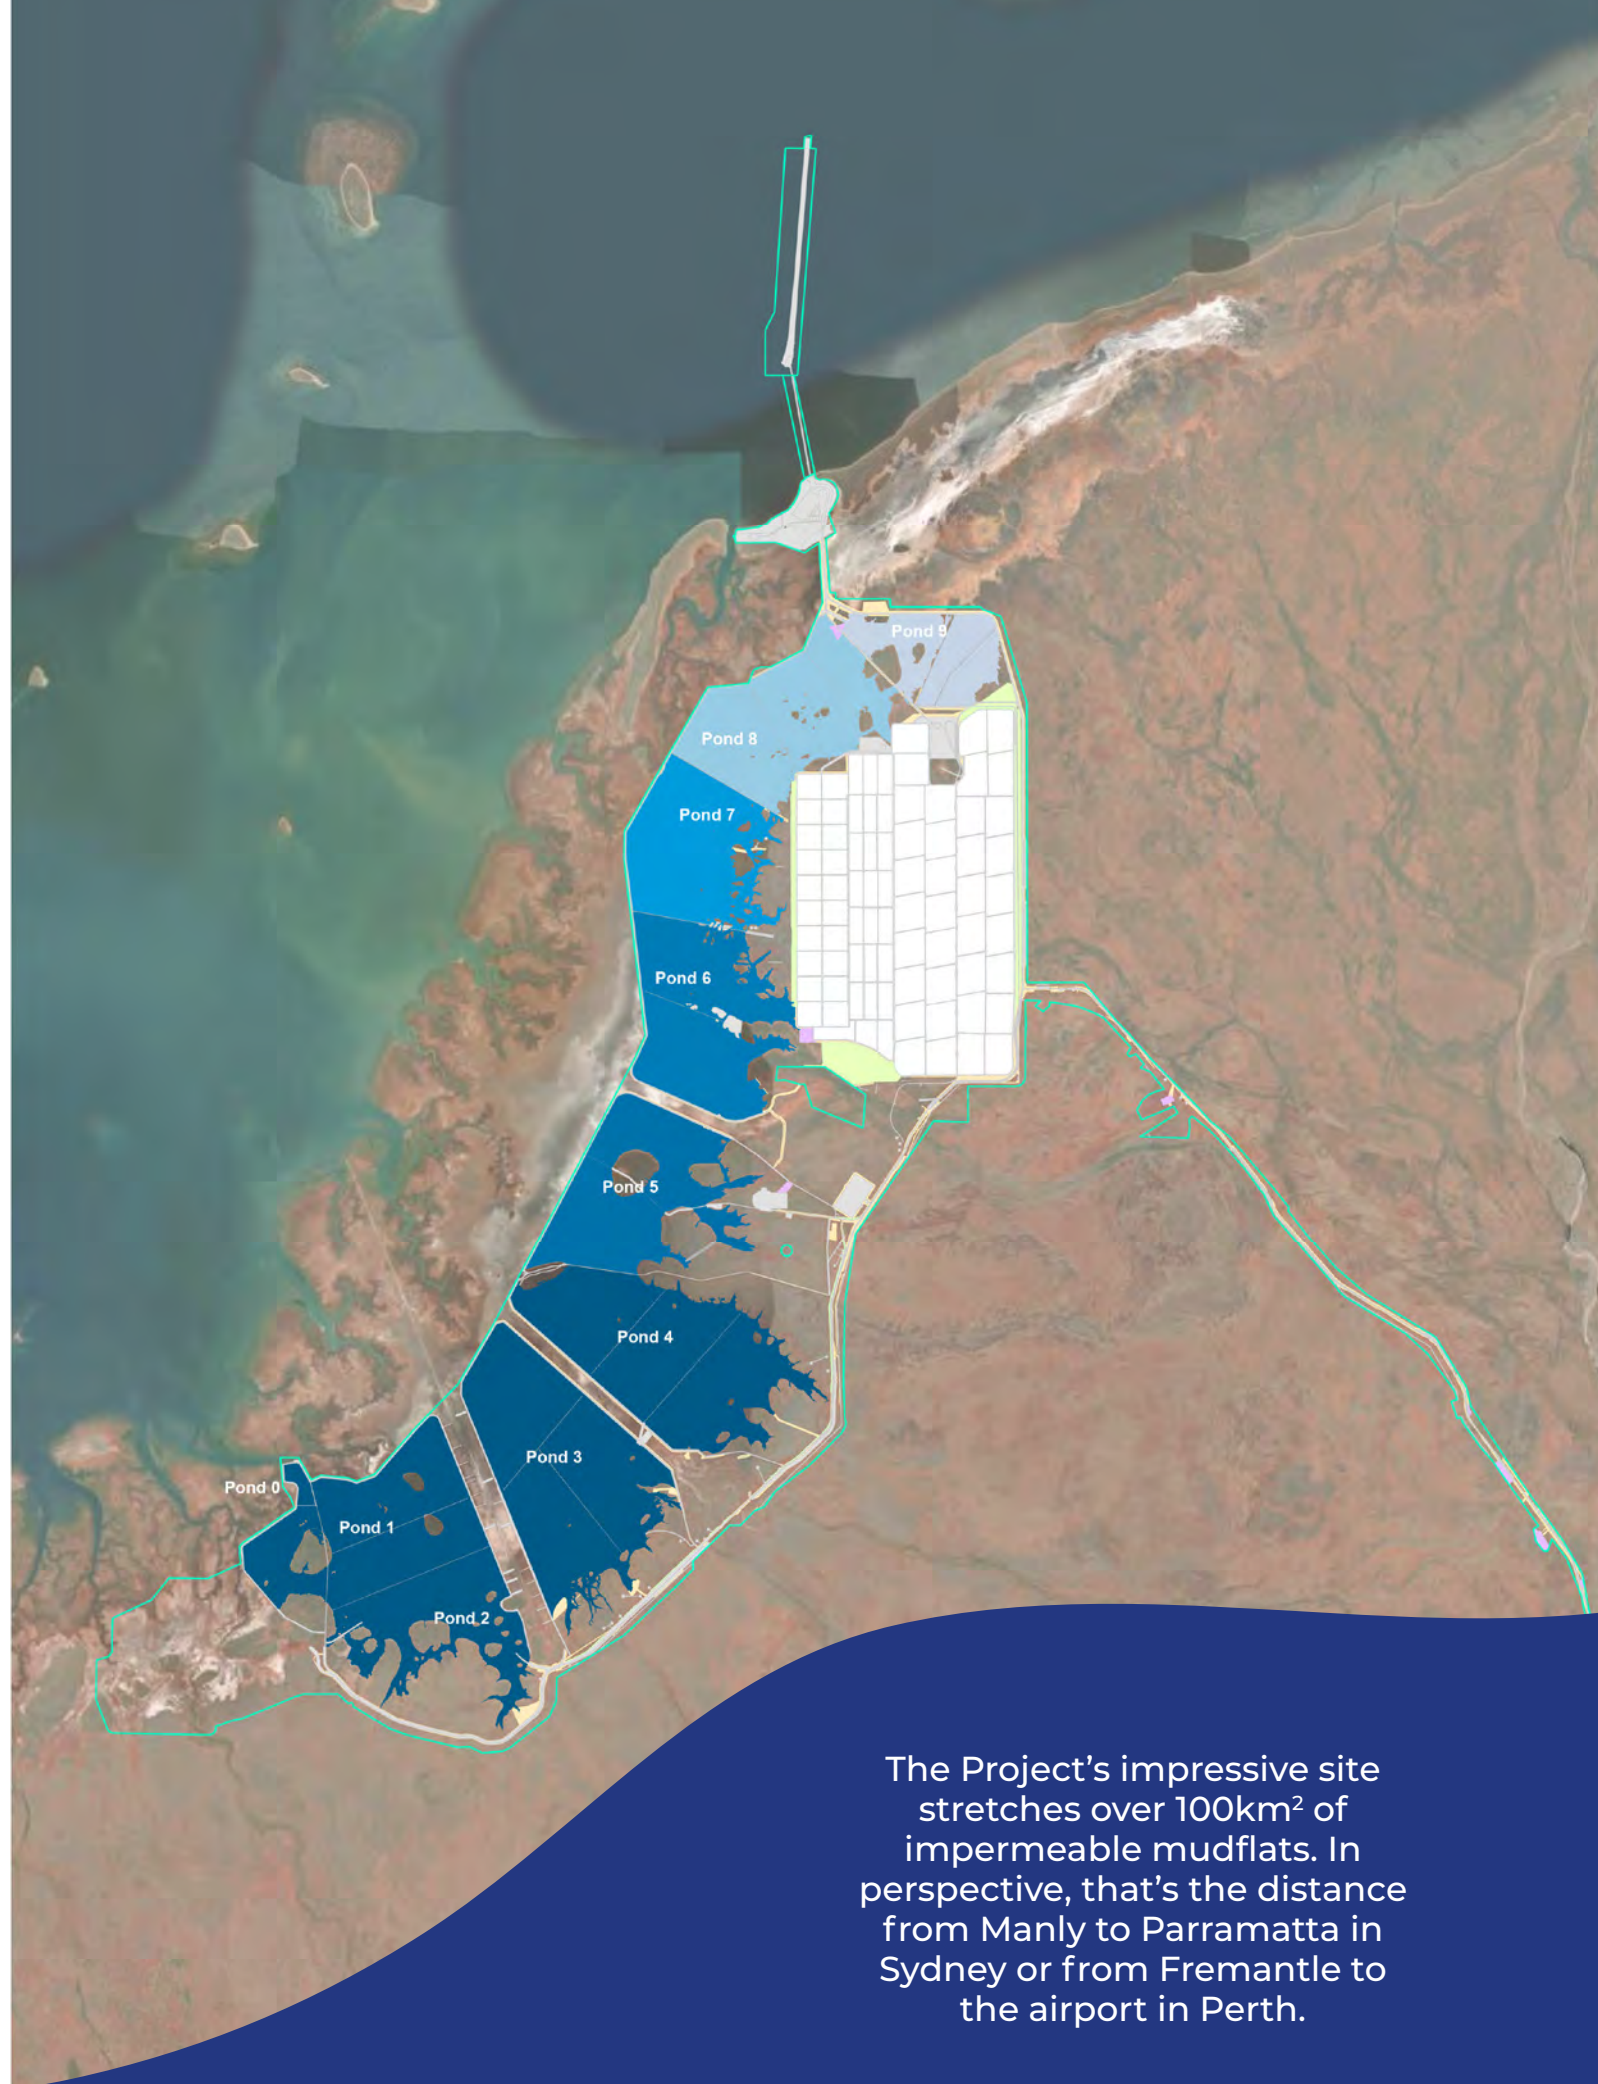 Pond 9
Pond 8
Pond 7
Pond 6
Pond 5
Pond 4
Pond 3
Pond 0
Pond 1
Pond 2
The Project’s impressive site
stretches over 100km² of
impermeable mudflats. In
perspective, that’s the distance
from Manly to Parramatta in
Sydney or from Fremantle to
the airport in Perth.